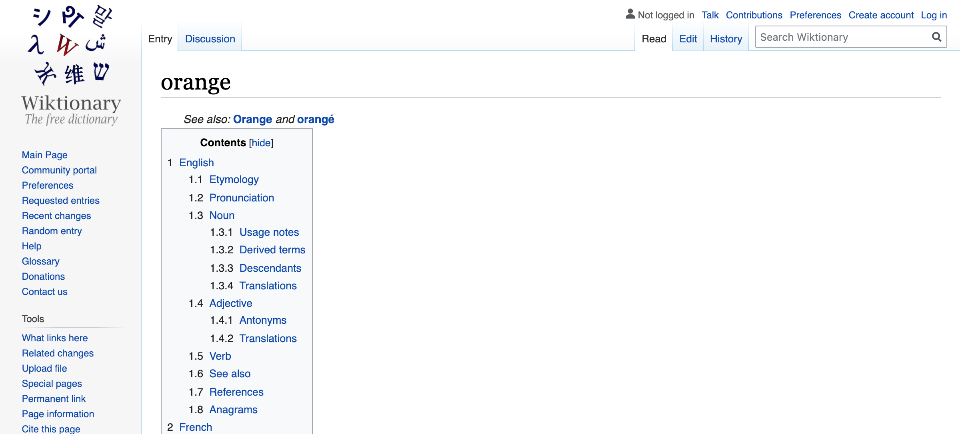 Not logged in Talk Contributions Preferences Create account Log in
Entry Discussion Read Edit History Search Wiktionary
シ 말
λ W ش
维 ש
Wiktionary
The free dictionary
Main Page
Community portal
Preferences
Requested entries
Recent changes
Random entry
Help
Glossary
Donations
Contact us
Tools
What links here
Related changes
Upload file
Special pages
Permanent link
Page information
Cite this page
orange
See also: Orange and orangé
Contents [hide]
1 English
1.1 Etymology
1.2 Pronunciation
1.3 Noun
1.3.1 Usage notes
1.3.2 Derived terms
1.3.3 Descendants
1.3.4 Translations
1.4 Adjective
1.4.1 Antonyms
1.4.2 Translations
1.5 Verb
1.6 See also
1.7 References
1.8 Anagrams
2 French